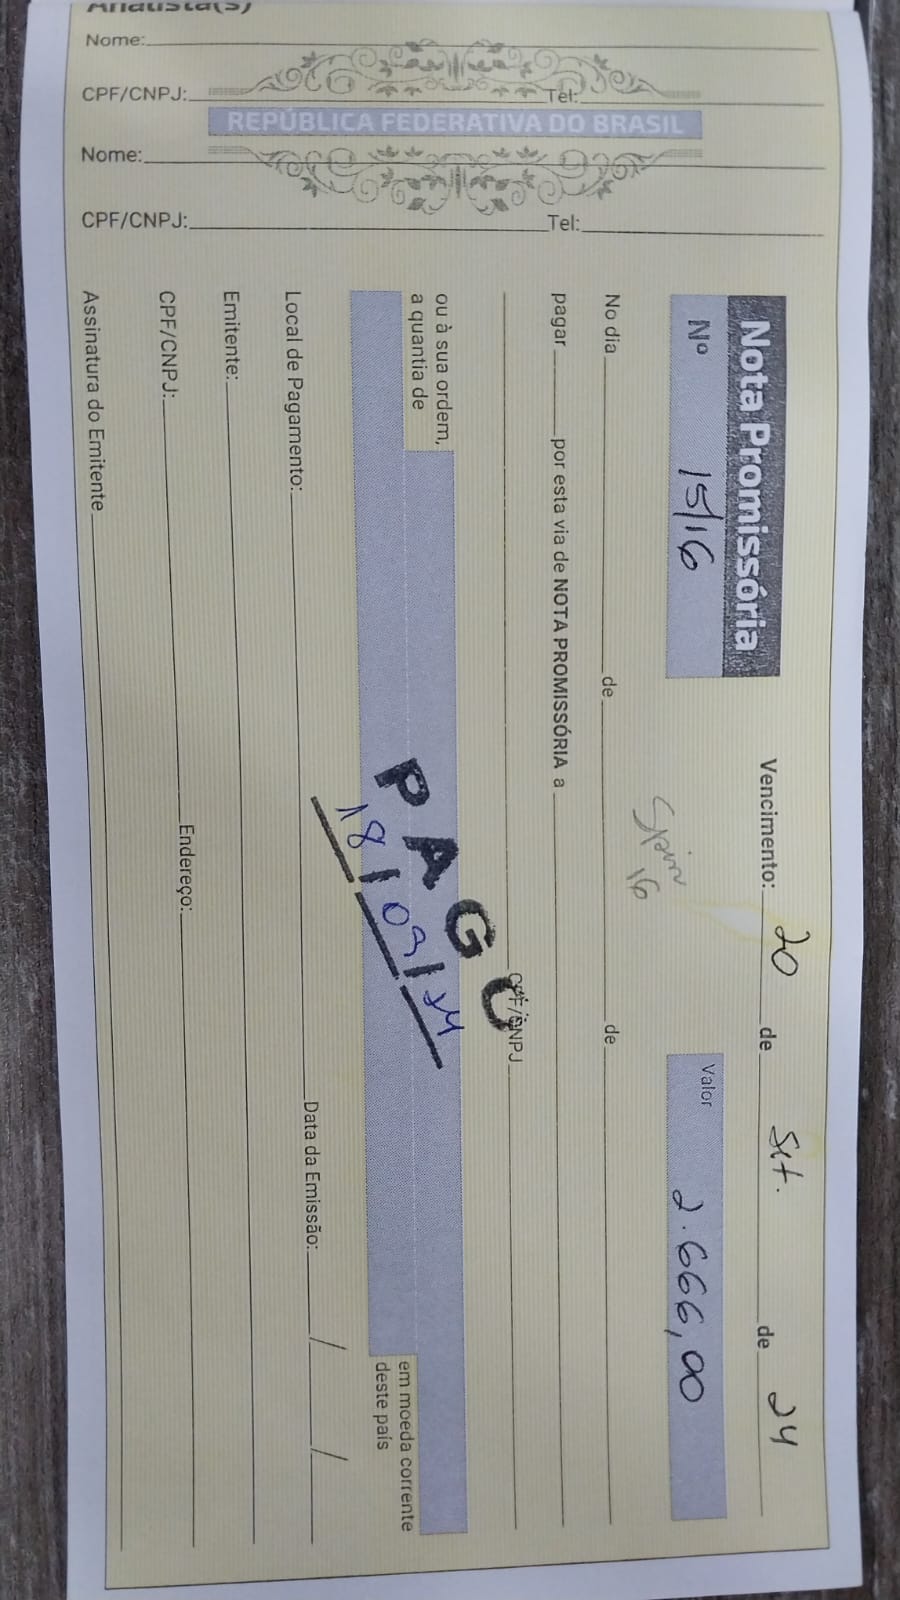 Nota Promissória
Vencimento: 20 de Set. de 24
Nº 15/16
Valor 2.666,00
Spin
16
No dia de de
pagar por esta via de NOTA PROMISSÓRIA a
CPF/CNPJ
ou à sua ordem,
a quantia de
PAGO
18/09/24
em moeda corrente
deste país
Local de Pagamento: Data da Emissão: / /
Emitente:
CPF/CNPJ: Endereço:
Assinatura do Emitente
REPÚBLICA FEDERATIVA DO BRASIL
Nome:
CPF/CNPJ: Tel:
Nome:
CPF/CNPJ: Tel: